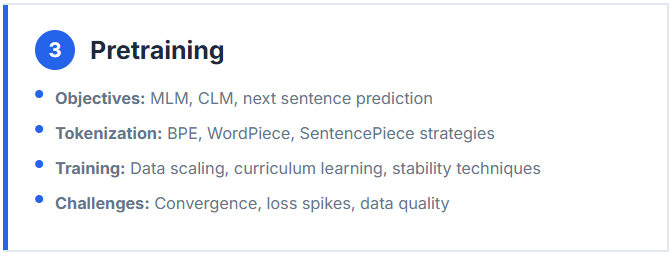 3 Pretraining
Objectives: MLM, CLM, next sentence prediction
Tokenization: BPE, WordPiece, SentencePiece strategies
Training: Data scaling, curriculum learning, stability techniques
Challenges: Convergence, loss spikes, data quality